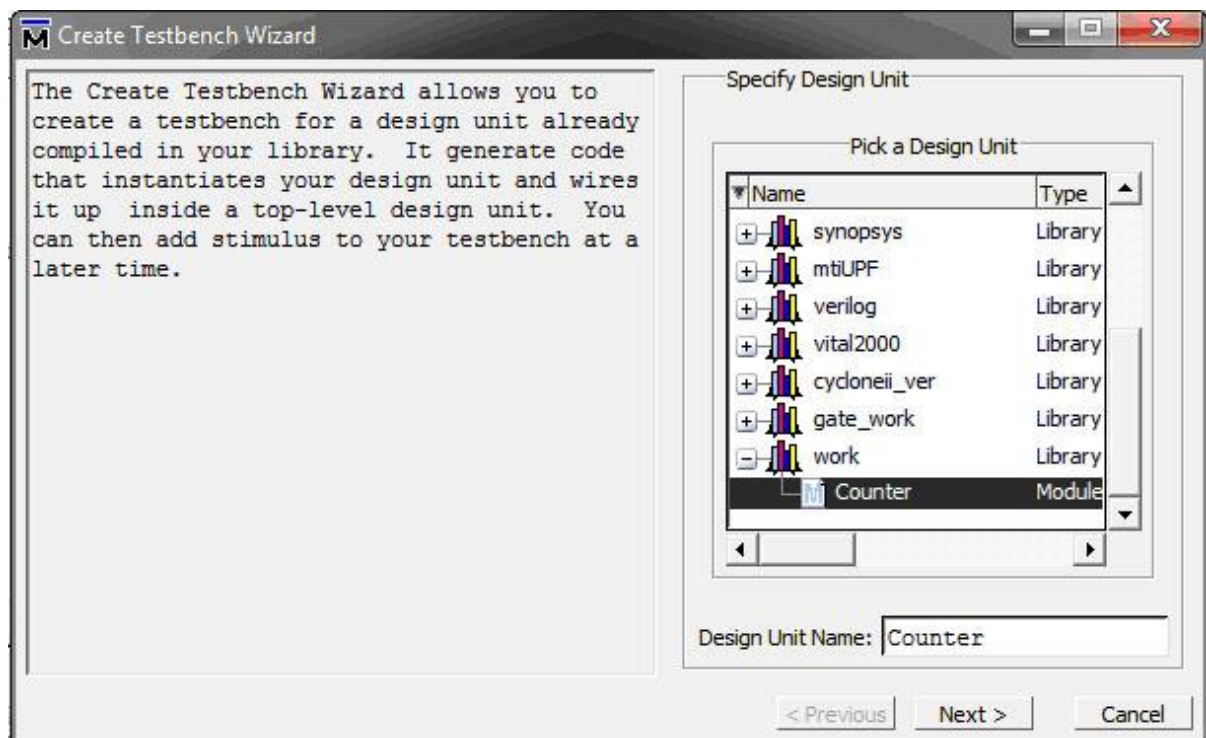 Create Testbench Wizard
The Create Testbench Wizard allows you to
create a testbench for a design unit already
compiled in your library.  It generate code
that instantiates your design unit and wires
it up  inside a top-level design unit.  You
can then add stimulus to your testbench at a
later time.
Specify Design Unit
Pick a Design Unit
Name Type
synopsys Library
mtiUPF Library
verilog Library
vital2000 Library
cycloneii_ver Library
gate_work Library
work Library
Counter Module
Design Unit Name: Counter
< Previous Next > Cancel